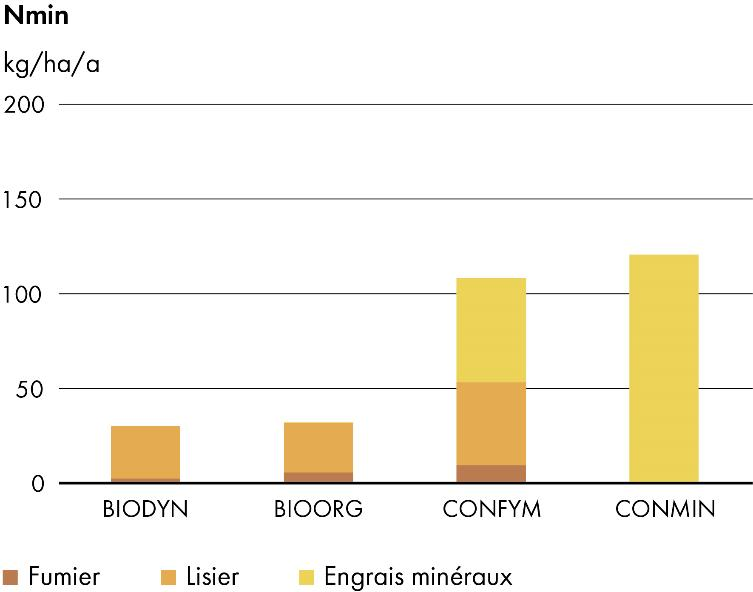 Nmin
kg/ha/a
200
150
100
50
0
BIODYN BIOORG CONFYM CONMIN
Fumier Lisier Engrais minéraux